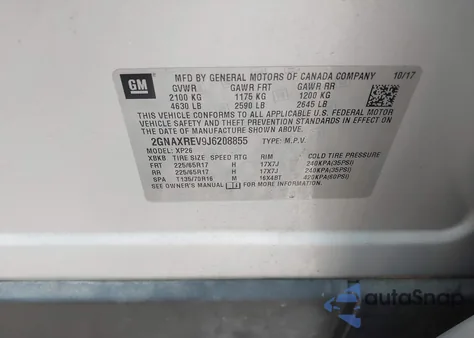 GM
MFD BY GENERAL MOTORS OF CANADA COMPANY 10/17
GVWR GAWR FRT GAWR RR
2100 KG 1175 KG 1200 KG
4630 LB 2590 LB 2645 LB
THIS VEHICLE CONFORMS TO ALL APPLICABLE U.S. FEDERAL MOTOR
VEHICLE SAFETY AND THEFT PREVENTION STANDARDS IN EFFECT ON
THE DATE OF MANUFACTURE SHOWN ABOVE.
2GNAXREV9J6208855 TYPE: M.P.V.
MODEL: XP26
XBKB TIRE SIZE SPEED RTG RIM COLD TIRE PRESSURE
FRT 225/65R17 H 17X7J 240KPA(35PSI)
RR 225/65R17 H 17X7J 240KPA(35PSI)
SPA T135/70R16 M 16X4BT 420KPA(60PSI)
SEE OWNER'S MANUAL FOR ADDITIONAL INFORMATION.
autoSnap